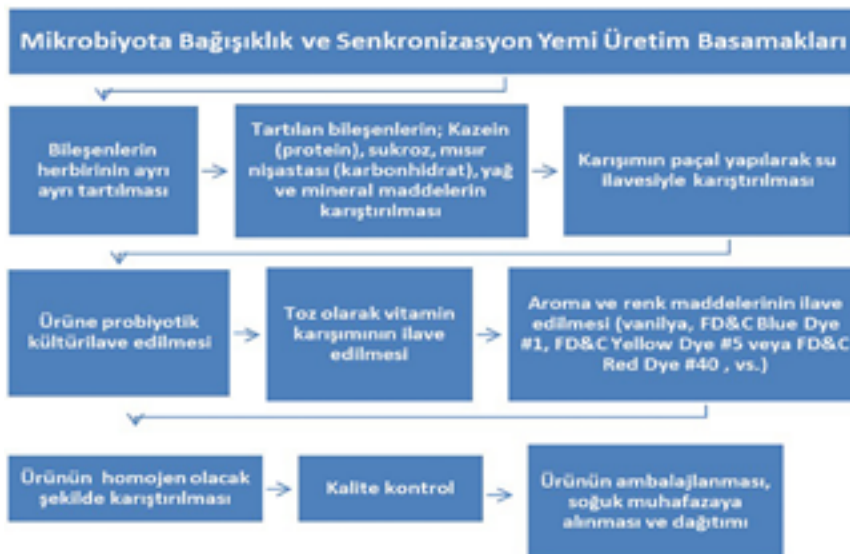 Mikrobiyota Bağışıklık ve Senkronizasyon Yemi Üretim Basamakları
Bileşenlerin
herbirinin ayrı
ayrı tartılması
Tartılan bileşenlerin; Kazein
(protein), sukroz, mısır
nişastası (karbonhidrat), yağ
ve mineral maddelerin
karıştırılması
Karışımın paçal yapılarak su
ilavesiyle karıştırılması
Ürüne probiyotik
kültürilave edilmesi
Toz olarak vitamin
karışımının ilave
edilmesi
Aroma ve renk maddelerinin ilave
edilmesi (vanilya, FD&C Blue Dye
#1, FD&C Yellow Dye #5 veya FD&C
Red Dye #40 , vs.)
Ürünün homojen olacak
şekilde karıştırılması
Kalite kontrol
Ürünün ambalajlanması,
soğuk muhafazaya
alınması ve dağıtımı